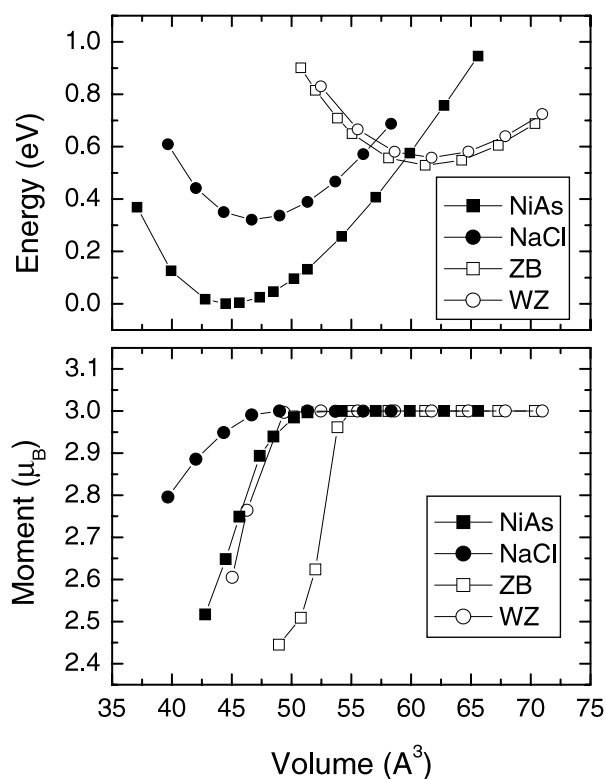 1.0
0.8
0.6
0.4
0.2
0.0
Energy (eV)
NiAs
NaCl
ZB
WZ
3.1
3.0
2.9
2.8
2.7
2.6
2.5
2.4
Moment (μB)
NiAs
NaCl
ZB
WZ
35 40 45 50 55 60 65 70 75
Volume (A³)